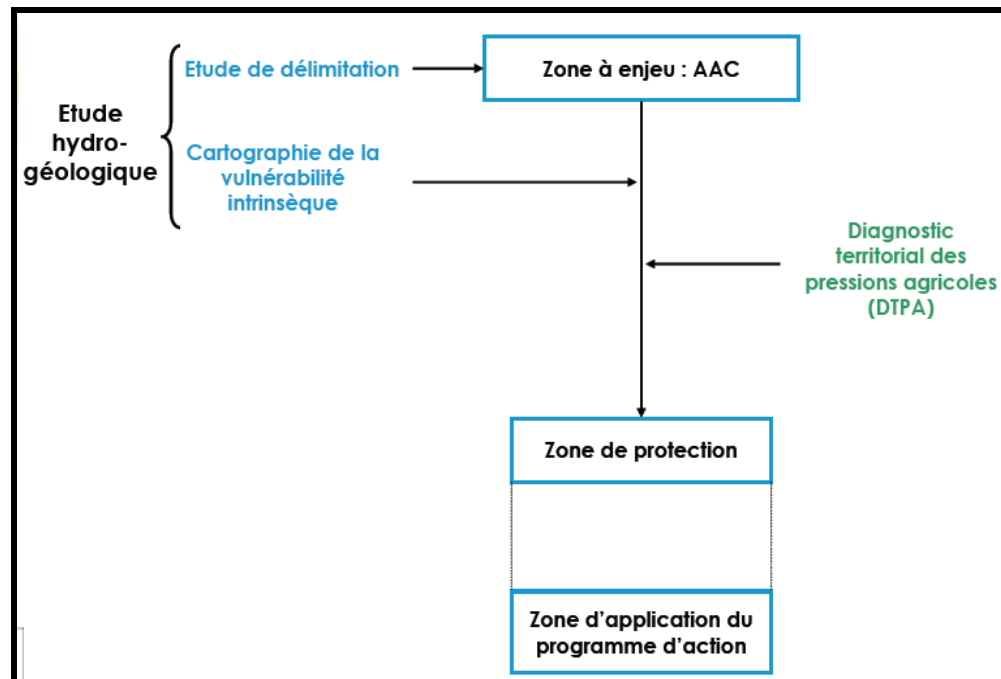 Etude
hydro-
géologique
Etude de délimitation
Zone à enjeu : AAC
Cartographie de la
vulnérabilité
intrinsèque
Diagnostic
territorial des
pressions agricoles
(DTPA)
Zone de protection
Zone d’application du
programme d’action